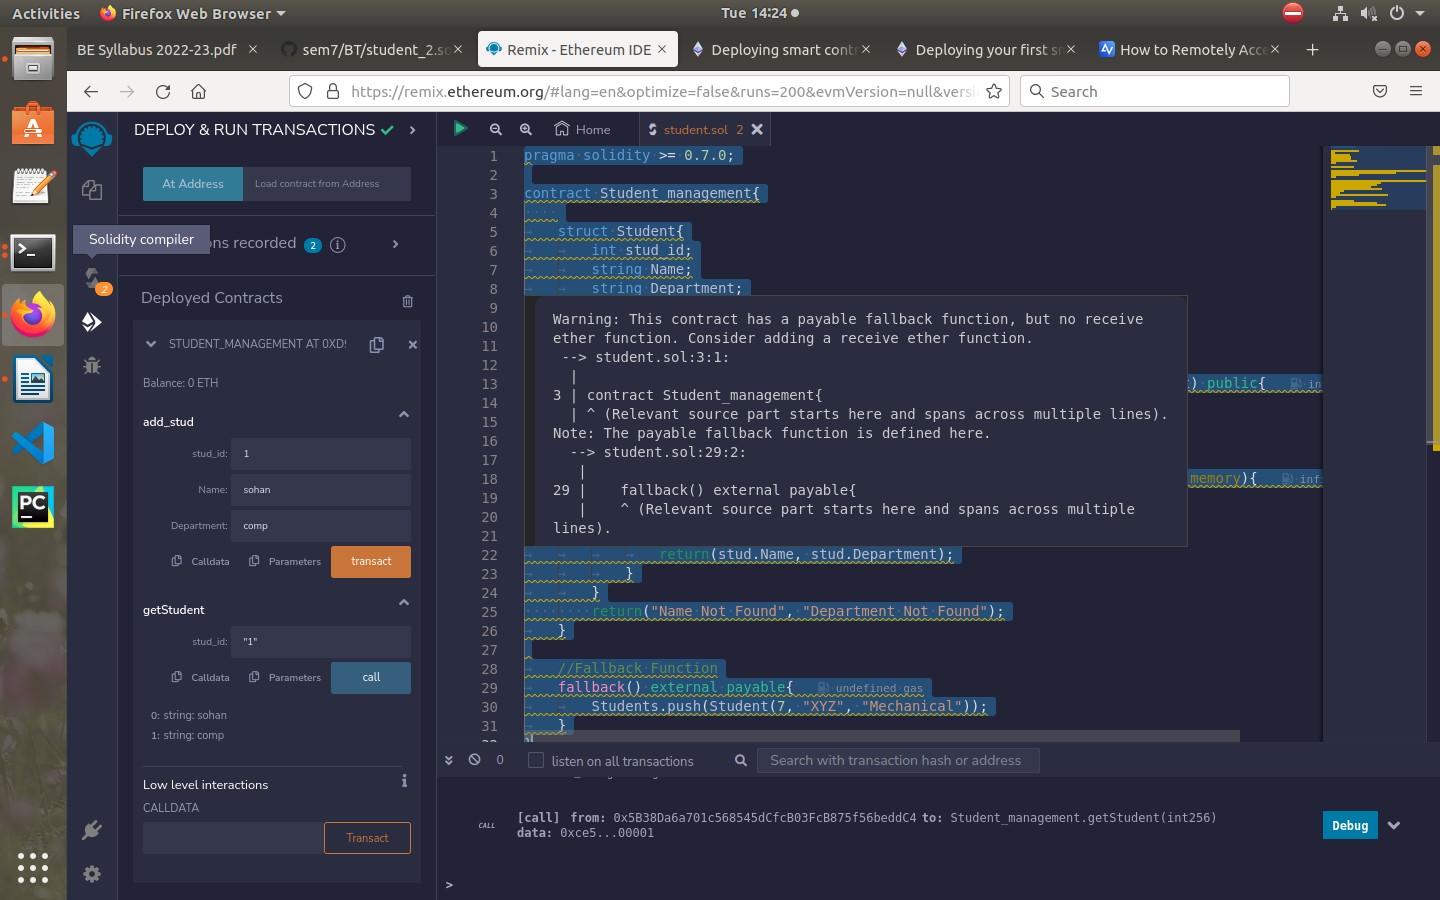 Activities
Firefox Web Browser
Tue 14:24
BE Syllabus 2022-23.pdf
sem7/BT/student_2.so
Remix - Ethereum IDE
Deploying smart contr
Deploying your first sm
How to Remotely Acce
https://remix.ethereum.org/#lang=en&optimize=false&runs=200&evmVersion=null&versi
Search
DEPLOY & RUN TRANSACTIONS
At Address
Load contract from Address
Solidity compiler
ons recorded 2
2
Deployed Contracts
STUDENT_MANAGEMENT AT 0XD9
Balance: 0 ETH
add_stud
stud_id: 1
Name: sohan
Department: comp
Calldata Parameters transact
getStudent
stud_id: "1"
Calldata Parameters call
0: string: sohan
1: string: comp
Low level interactions
CALLDATA
Transact
Home
student.sol 2
1 pragma solidity >= 0.7.0;
2
3 contract Student_management{
4
5 struct Student{
6 int stud_id;
7 string Name;
8 string Department;
9
10
11
12
13 ) public{ in
14
15
16
17
18 memory){ inf
19
20
21
Warning: This contract has a payable fallback function, but no receive
ether function. Consider adding a receive ether function.
--> student.sol:3:1:
|
3 | contract Student_management{
| ^ (Relevant source part starts here and spans across multiple lines).
Note: The payable fallback function is defined here.
--> student.sol:29:2:
|
29 | fallback() external payable{
| ^ (Relevant source part starts here and spans across multiple
lines).
22 return(stud.Name, stud.Department);
23 }
24 }
25 return("Name Not Found", "Department Not Found");
26 }
27
28 //Fallback Function
29 fallback() external payable{ undefined gas
30 Students.push(Student(7, "XYZ", "Mechanical"));
31 }
32 }
0
listen on all transactions
Search with transaction hash or address
CALL
[call] from: 0x5B38Da6a701c568545dCfcB03FcB875f56beddC4 to: Student_management.getStudent(int256)
data: 0xce5...00001
Debug
>